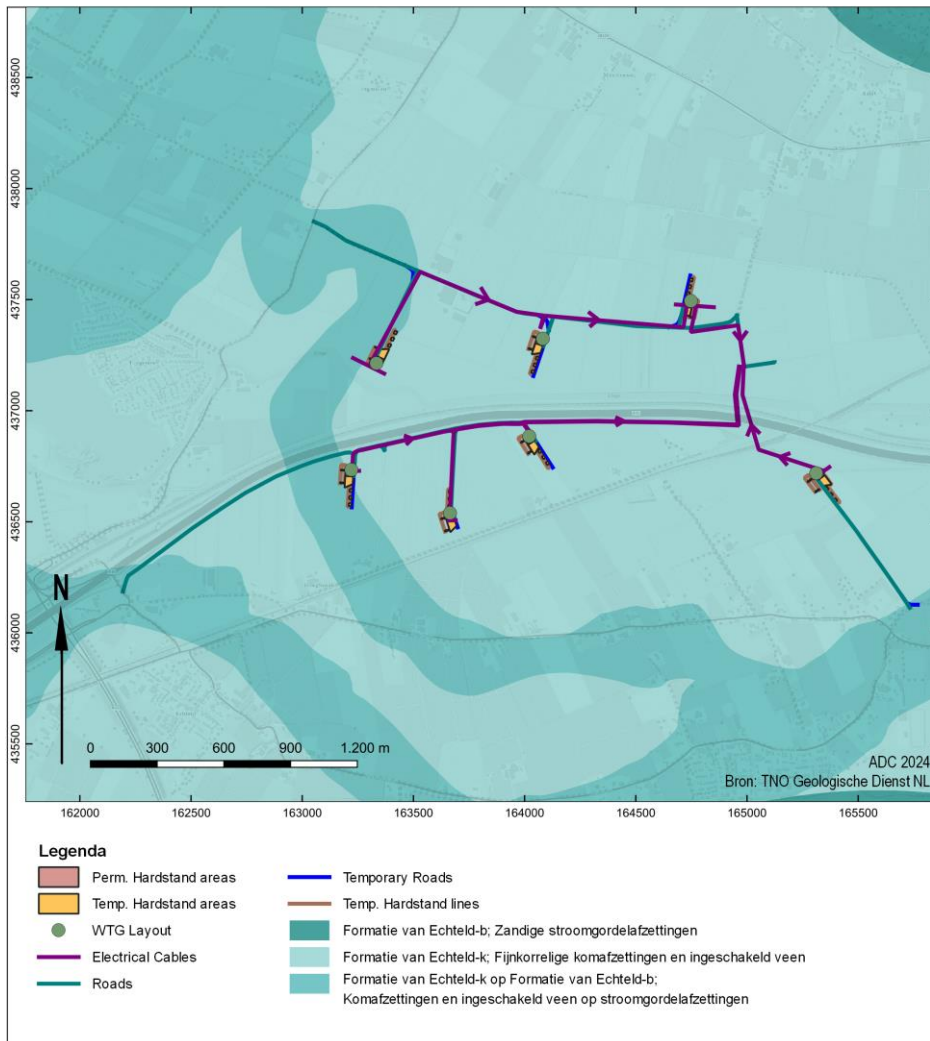 438500
438000
437500
437000
436500
436000
435500
N
0 300 600 900 1.200 m
ADC 2024
Bron: TNO Geologische Dienst NL
162000 162500 163000 163500 164000 164500 165000 165500
Legenda
Perm. Hardstand areas
Temp. Hardstand areas
WTG Layout
Electrical Cables
Roads
Temporary Roads
Temp. Hardstand lines
Formatie van Echteld-b; Zandige stroomgordelafzettingen
Formatie van Echteld-k; Fijnkorrelige komafzettingen en ingeschakeld veen
Formatie van Echteld-k op Formatie van Echteld-b;
Komafzettingen en ingeschakeld veen op stroomgordelafzettingen